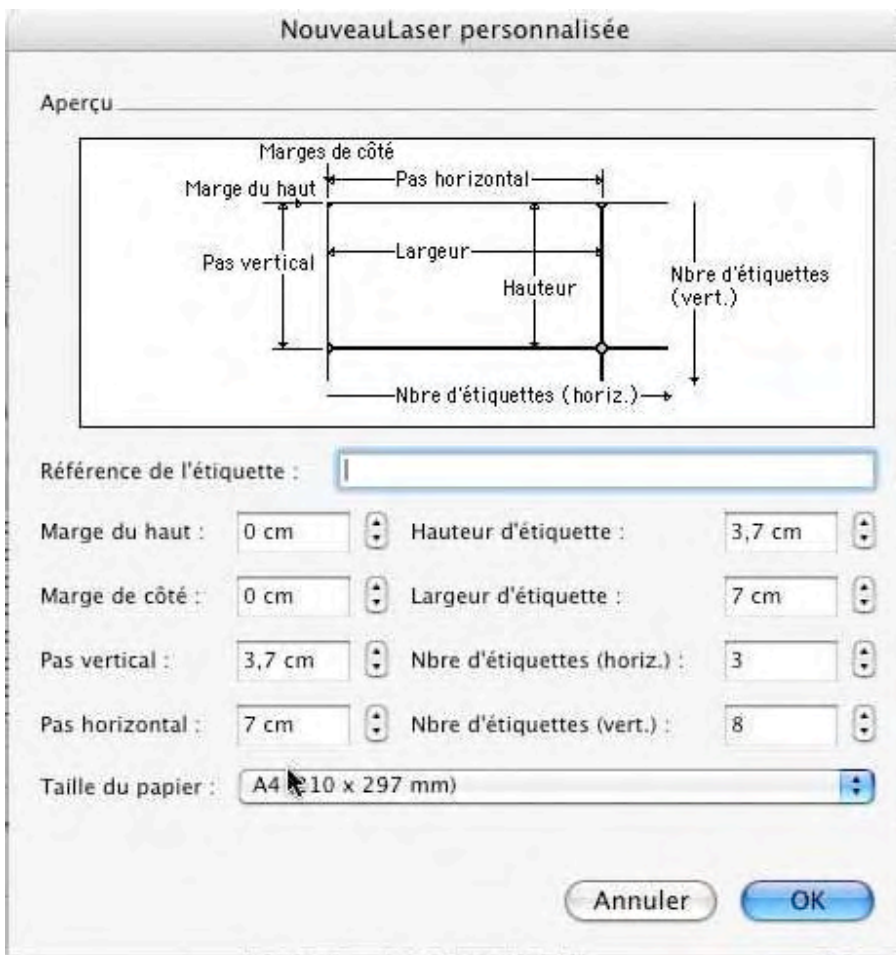 NouveauLaser personnalisée
Aperçu
Marges de côté
Marge du haut
Pas horizontal
Pas vertical
Largeur
Hauteur
Nbre d'étiquettes
(vert.)
Nbre d'étiquettes (horiz.)
Référence de l'étiquette :
Marge du haut : 0 cm Hauteur d'étiquette : 3,7 cm
Marge de côté : 0 cm Largeur d'étiquette : 7 cm
Pas vertical : 3,7 cm Nbre d'étiquettes (horiz.) : 3
Pas horizontal : 7 cm Nbre d'étiquettes (vert.) : 8
Taille du papier : A4 210 x 297 mm)
Annuler OK